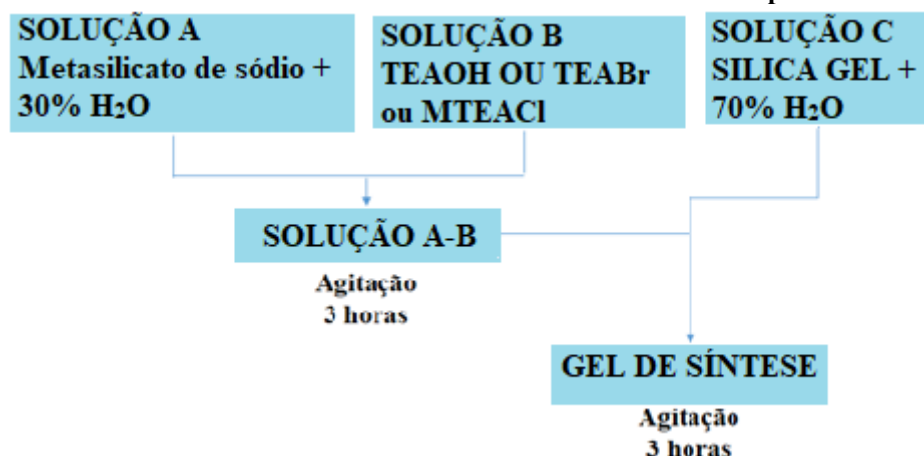 SOLUÇÃO A
Metasilicato de sódio +
30% H₂O
SOLUÇÃO B
TEAOH OU TEABr
ou MTEACl
SOLUÇÃO C
SILICA GEL +
70% H₂O
SOLUÇÃO A-B
Agitação
3 horas
GEL DE SÍNTESE
Agitação
3 horas